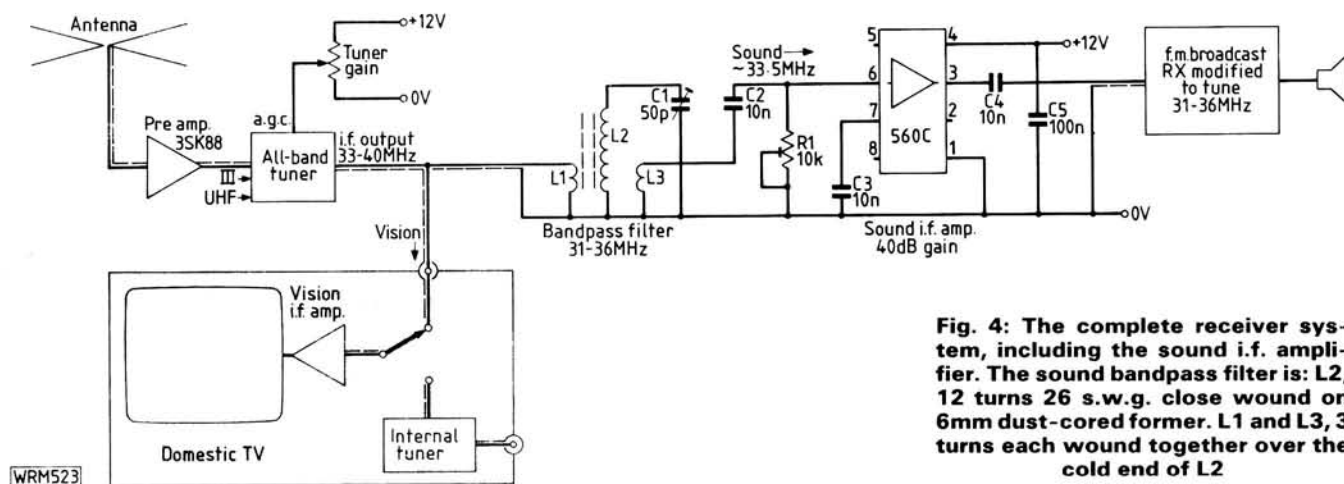 Antenna
+12V
Tuner
gain
0V
a.g.c.
Pre amp.
3SK88
All-band
tuner
III
UHF
i.f. output
33-40MHz
Vision
Vision
i.f. amp.
Internal
tuner
Domestic TV
WRM523
L1
L2
L3
C1
50p
Bandpass filter
31-36MHz
C2
10n
Sound
~33·5MHz
R1
10k
C3
10n
5
6
7
8
4
3
2
1
560C
Sound i.f. amp.
40dB gain
+12V
C4
10n
C5
100n
0V
f.m. broadcast
RX modified
to tune
31-36MHz
Fig. 4: The complete receiver sys-
tem, including the sound i.f. ampli-
fier. The sound bandpass filter is: L2,
12 turns 26 s.w.g. close wound on
6mm dust-cored former. L1 and L3, 3
turns each wound together over the
cold end of L2